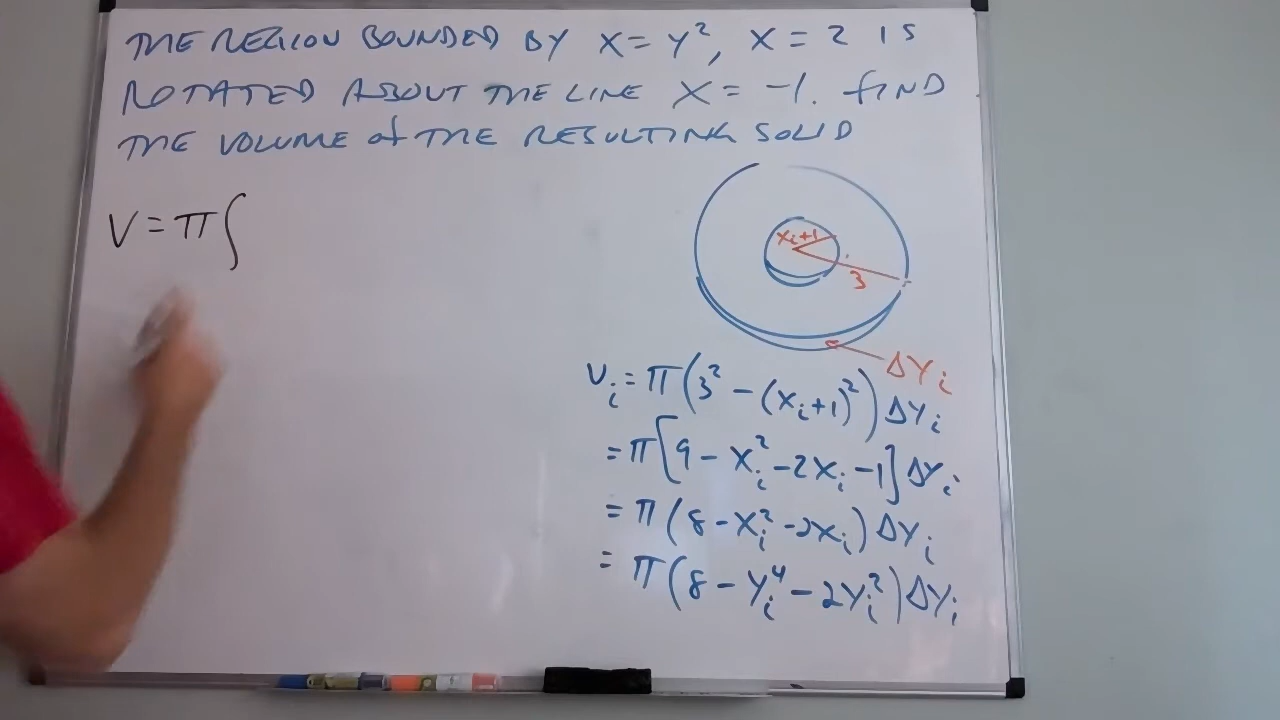 THE REGION BOUNDED BY X = Y², X = 2 IS
ROTATED ABOUT THE LINE X = -1. FIND
THE VOLUME of THE RESULTING SOLID
V = π∫
Xᵢ+1
3
ΔYᵢ
Vᵢ = π(3² - (Xᵢ+1)²)ΔYᵢ
= π[9 - Xᵢ² - 2Xᵢ - 1]ΔYᵢ
= π(8 - Xᵢ² - 2Xᵢ)ΔYᵢ
= π(8 - Yᵢ⁴ - 2Yᵢ²)ΔYᵢ